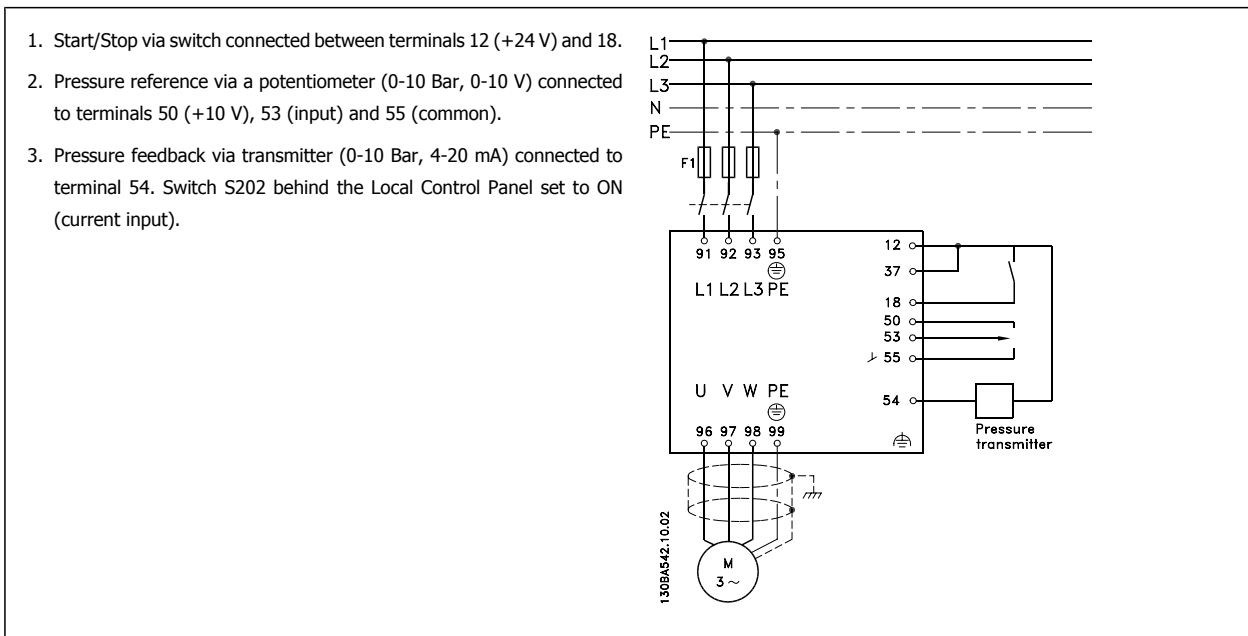 1. Start/Stop via switch connected between terminals 12 (+24 V) and 18.
2. Pressure reference via a potentiometer (0-10 Bar, 0-10 V) connected
to terminals 50 (+10 V), 53 (input) and 55 (common).
3. Pressure feedback via transmitter (0-10 Bar, 4-20 mA) connected to
terminal 54. Switch S202 behind the Local Control Panel set to ON
(current input).
L1
L2
L3
N
PE
F1
91 92 93 95
L1 L2 L3 PE
12
37
18
50
53
55
54
Pressure
transmitter
U V W PE
96 97 98 99
M
3 ~
130BA542.10.02